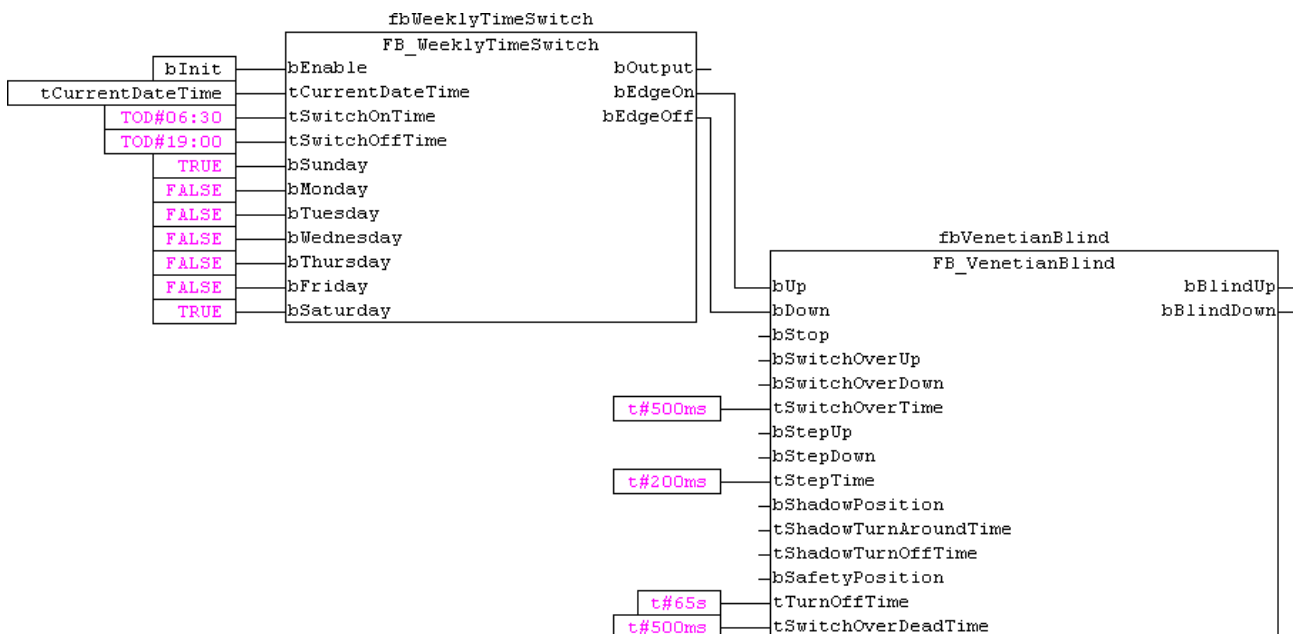 fbWeeklyTimeSwitch
FB_WeeklyTimeSwitch
bInit bEnable bOutput
tCurrentDateTime tCurrentDateTime bEdgeOn
TOD#06:30 tSwitchOnTime bEdgeOff
TOD#19:00 tSwitchOffTime
TRUE bSunday
FALSE bMonday
FALSE bTuesday
FALSE bWednesday
FALSE bThursday
FALSE bFriday
TRUE bSaturday
fbVenetianBlind
FB_VenetianBlind
bUp bBlindUp
bDown bBlindDown
bStop
bSwitchOverUp
bSwitchOverDown
t#500ms tSwitchOverTime
bStepUp
bStepDown
t#200ms tStepTime
bShadowPosition
tShadowTurnAroundTime
tShadowTurnOffTime
bSafetyPosition
t#65s tTurnOffTime
t#500ms tSwitchOverDeadTime